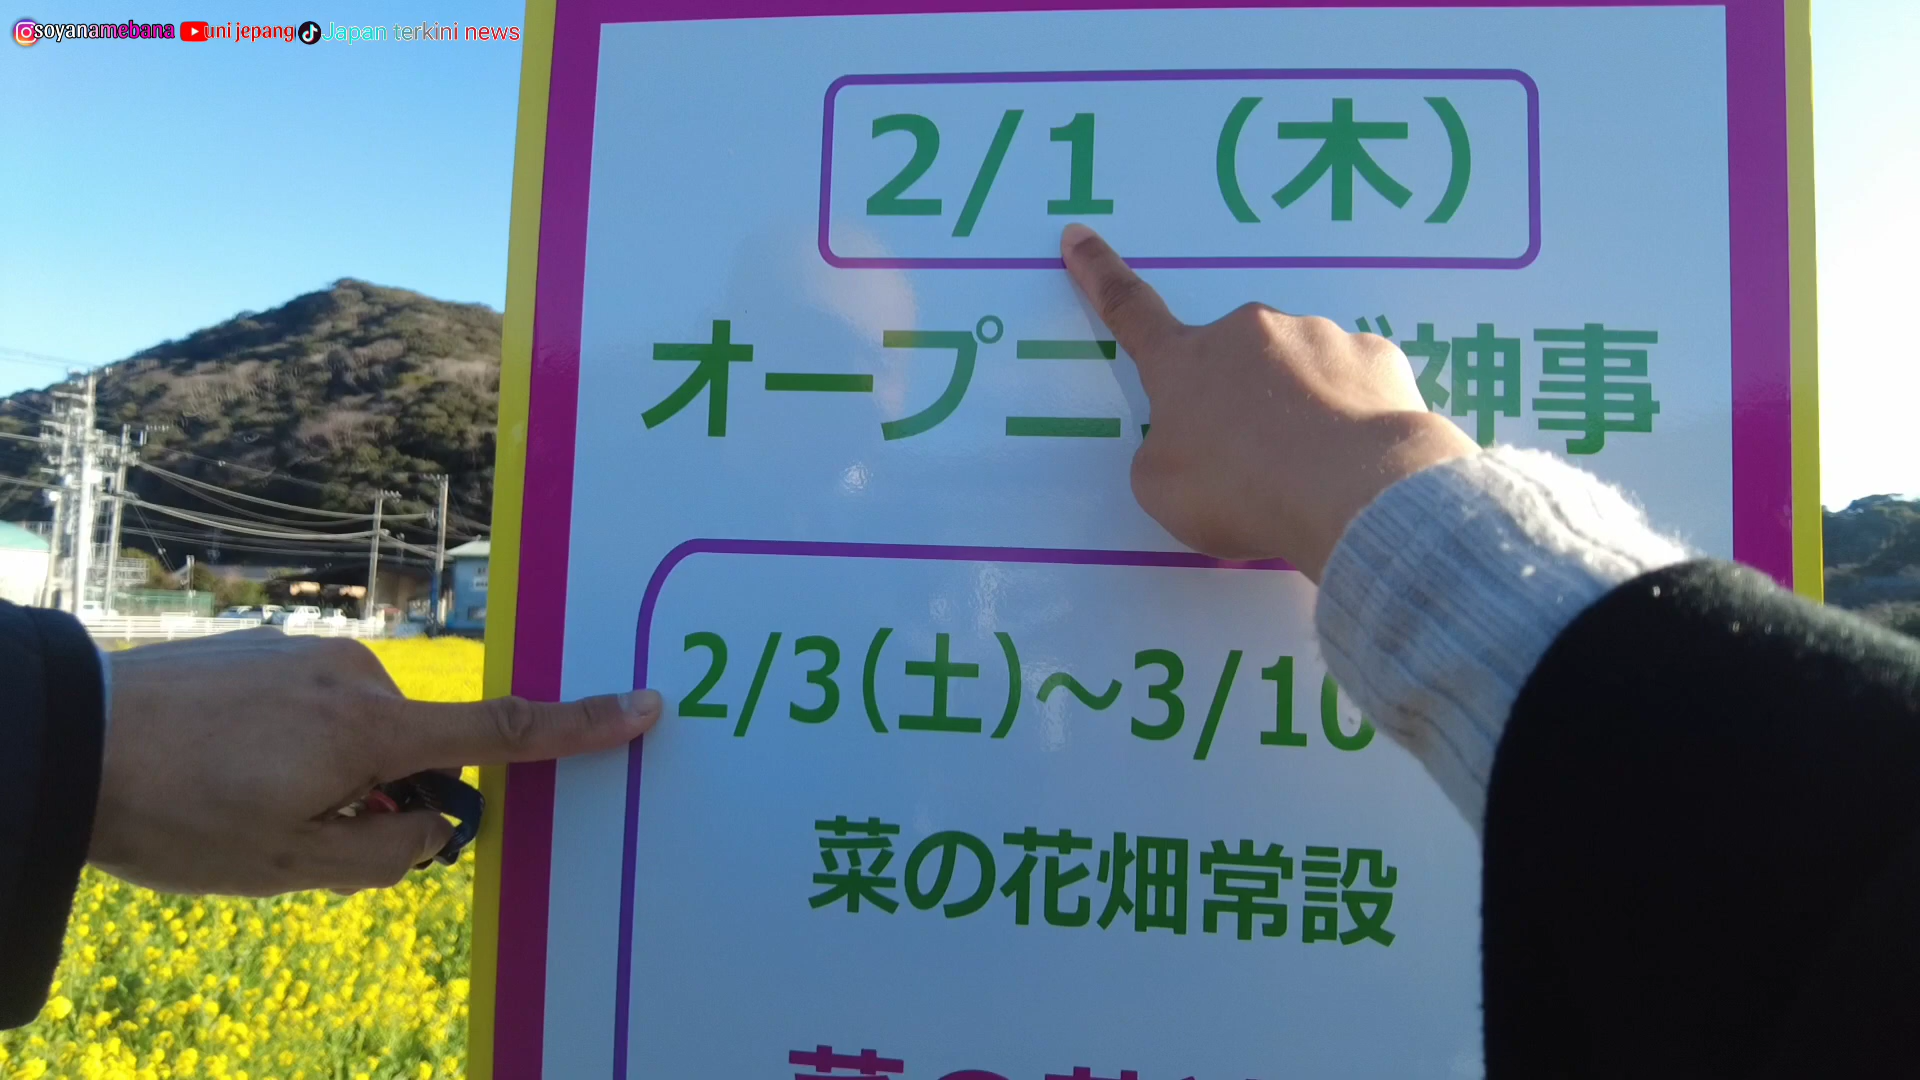 soyanamebana uni jepang Japan terkini news
2/1（木）
オープニ グ神事
2/3(土)〜3/10
菜の花畑常設